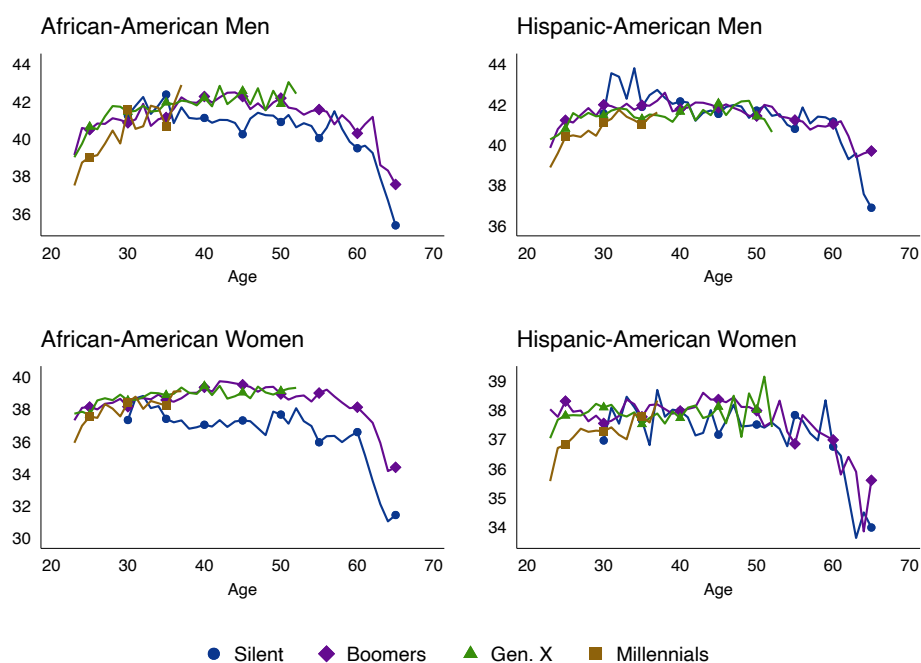 African-American Men
44
42
40
38
36
20 30 40 50 60 70
Age
Hispanic-American Men
44
42
40
38
36
20 30 40 50 60 70
Age
African-American Women
40
38
36
34
32
30
20 30 40 50 60 70
Age
Hispanic-American Women
39
38
37
36
35
34
20 30 40 50 60 70
Age
Silent Boomers Gen. X Millennials